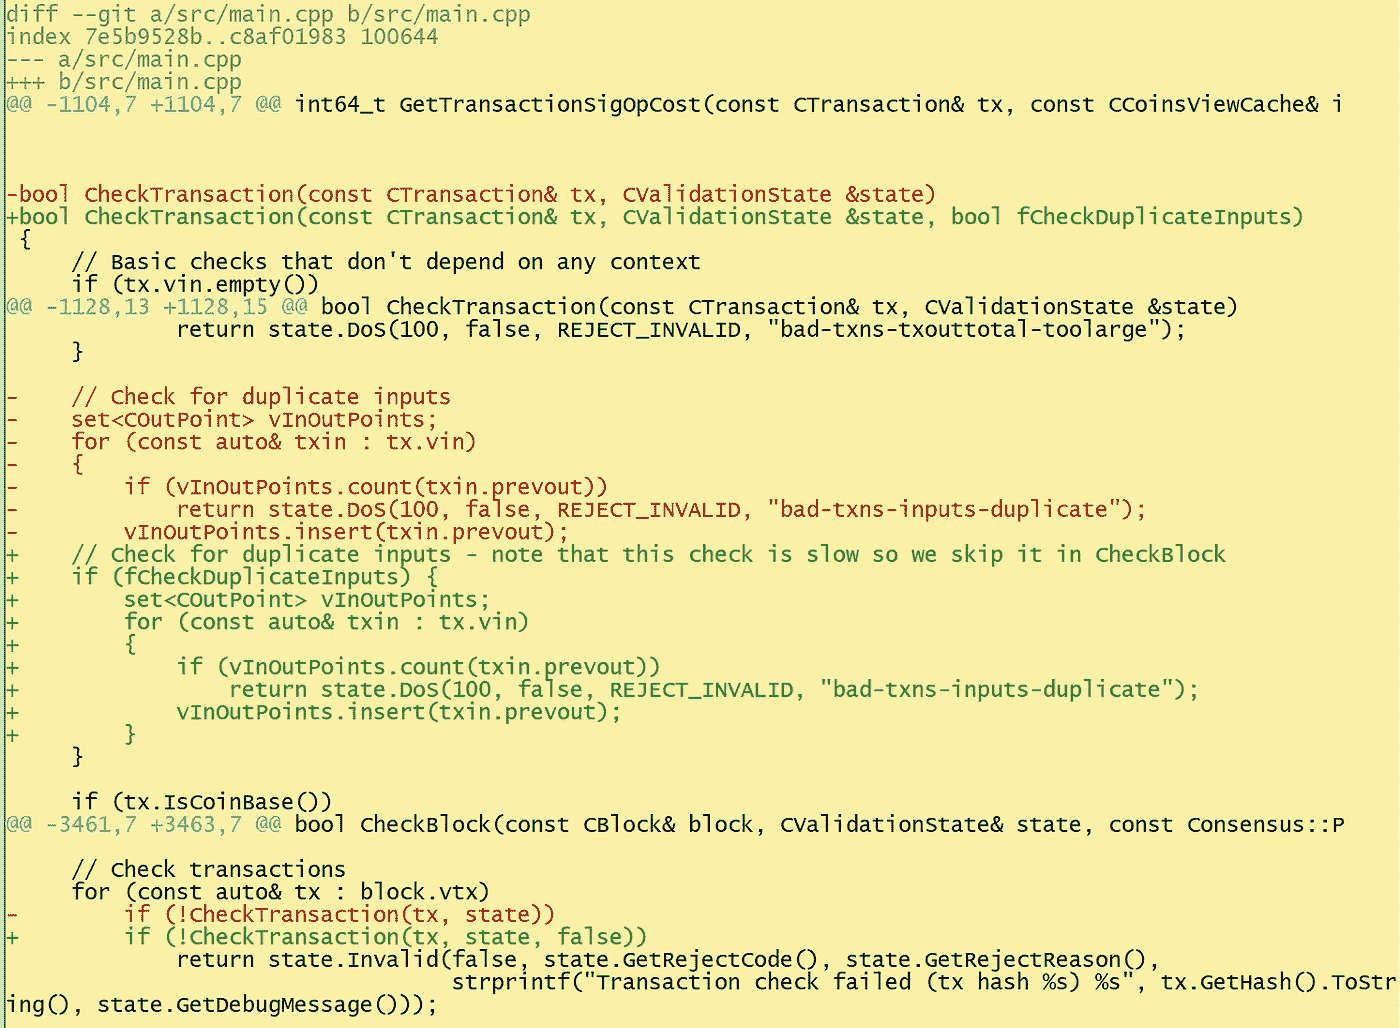 diff --git a/src/main.cpp b/src/main.cpp
index 7e5b9528b..c8af01983 100644
--- a/src/main.cpp
+++ b/src/main.cpp
@@ -1104,7 +1104,7 @@ int64_t GetTransactionSigOpCost(const CTransaction& tx, const CCoinsViewCache& i
-bool CheckTransaction(const CTransaction& tx, CValidationState &state)
+bool CheckTransaction(const CTransaction& tx, CValidationState &state, bool fCheckDuplicateInputs)
 {
     // Basic checks that don't depend on any context
     if (tx.vin.empty())
@@ -1128,13 +1128,15 @@ bool CheckTransaction(const CTransaction& tx, CValidationState &state)
             return state.DoS(100, false, REJECT_INVALID, "bad-txns-txouttotal-toolarge");
     }
-    // Check for duplicate inputs
-    set<COutPoint> vInOutPoints;
-    for (const auto& txin : tx.vin)
-    {
-        if (vInOutPoints.count(txin.prevout))
-            return state.DoS(100, false, REJECT_INVALID, "bad-txns-inputs-duplicate");
-        vInOutPoints.insert(txin.prevout);
+    // Check for duplicate inputs - note that this check is slow so we skip it in CheckBlock
+    if (fCheckDuplicateInputs) {
+        set<COutPoint> vInOutPoints;
+        for (const auto& txin : tx.vin)
+        {
+            if (vInOutPoints.count(txin.prevout))
+                return state.DoS(100, false, REJECT_INVALID, "bad-txns-inputs-duplicate");
+            vInOutPoints.insert(txin.prevout);
+        }
     }
     if (tx.IsCoinBase())
@@ -3461,7 +3463,7 @@ bool CheckBlock(const CBlock& block, CValidationState& state, const Consensus::P
     // Check transactions
     for (const auto& tx : block.vtx)
-        if (!CheckTransaction(tx, state))
+        if (!CheckTransaction(tx, state, false))
             return state.Invalid(false, state.GetRejectCode(), state.GetRejectReason(),
                                  strprintf("Transaction check failed (tx hash %s) %s", tx.GetHash().ToStr
ing(), state.GetDebugMessage()));